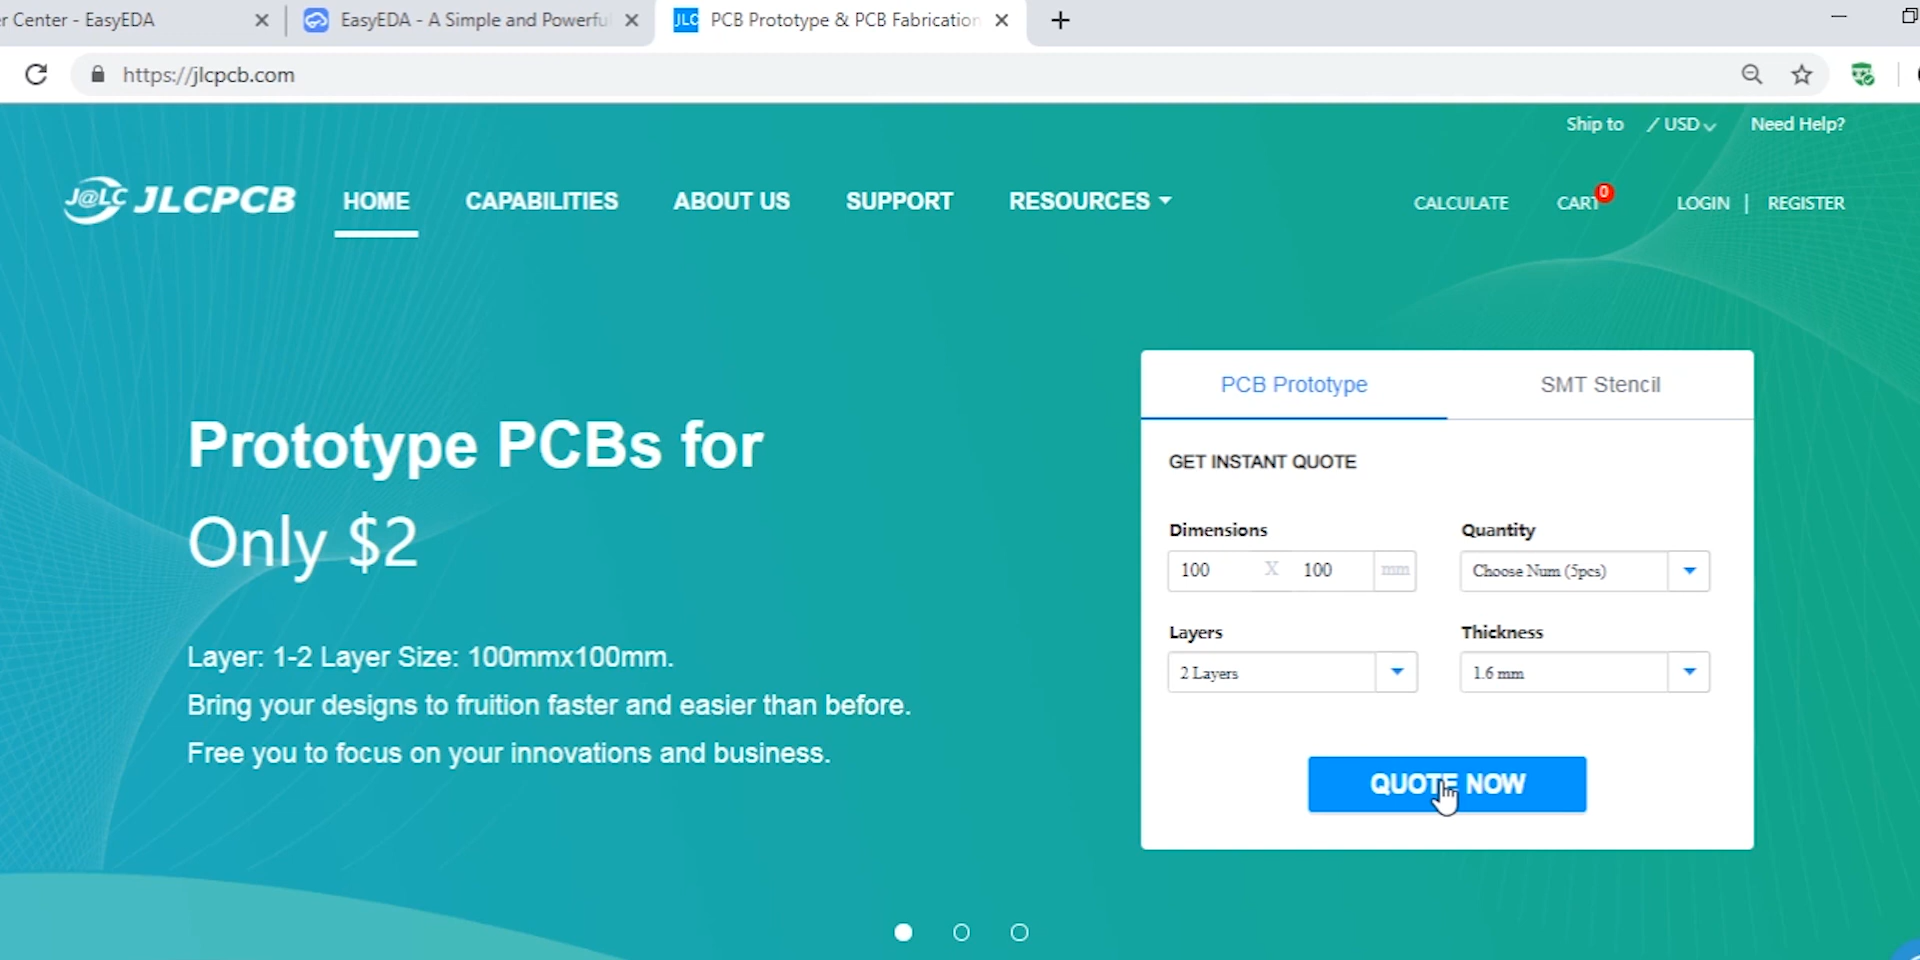 er Center - EasyEDA
EasyEDA - A Simple and Powerfu
JLC PCB Prototype & PCB Fabrication
https://jlcpcb.com
Ship to / USD Need Help?
J@LC JLCPCB HOME CAPABILITIES ABOUT US SUPPORT RESOURCES CALCULATE CART 0 LOGIN | REGISTER
PCB Prototype SMT Stencil
Prototype PCBs for
Only $2
Layer: 1-2 Layer Size: 100mmx100mm.
Bring your designs to fruition faster and easier than before.
Free you to focus on your innovations and business.
GET INSTANT QUOTE
Dimensions Quantity
100 X 100 mm Choose Num (5pcs)
Layers Thickness
2 Layers 1.6 mm
QUOTE NOW